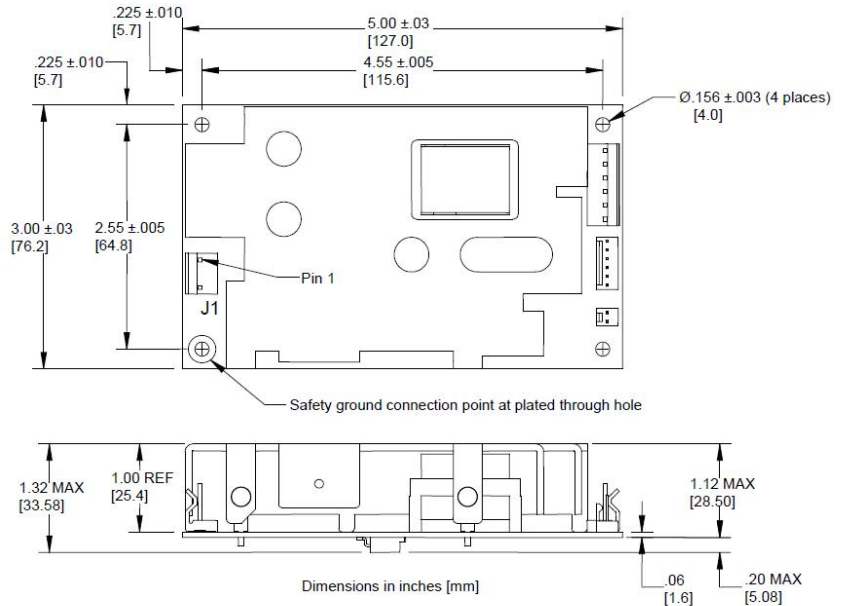 .225 ±.010
[5.7]
5.00 ±.03
[127.0]
.225 ±.010
[5.7]
4.55 ±.005
[115.6]
Ø.156 ±.003 (4 places)
[4.0]
3.00 ±.03
[76.2]
2.55 ±.005
[64.8]
Pin 1
J1
Safety ground connection point at plated through hole
1.32 MAX
[33.58]
1.00 REF
[25.4]
1.12 MAX
[28.50]
Dimensions in inches [mm]
.06
[1.6]
.20 MAX
[5.08]